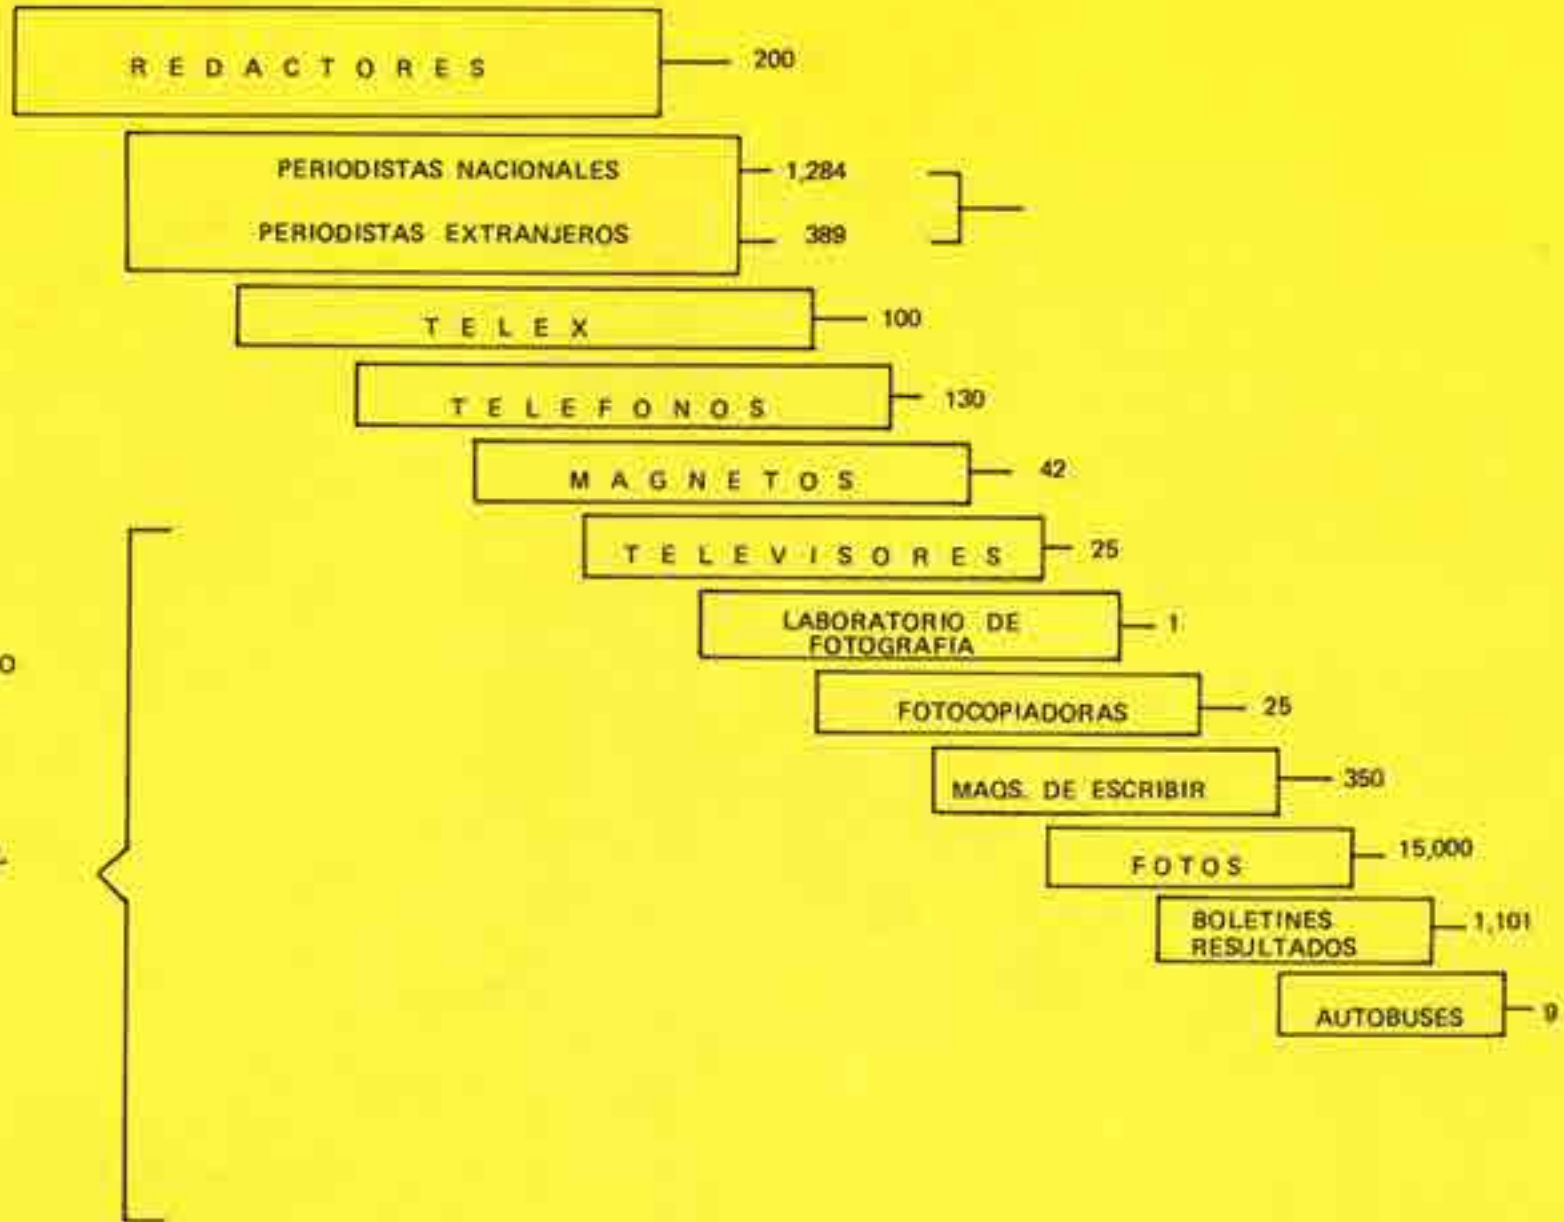 REDACTORES 200
PERIODISTAS NACIONALES 1,284
PERIODISTAS EXTRANJEROS 389
TELEX 100
TELEFONOS 130
MAGNETOS 42
TELEVISORES 25
LABORATORIO DE 1
FOTOGRAFIA
FOTOCOPIADORAS 25
MAQS. DE ESCRIBIR 350
FOTOS 15,000
BOLETINES 1,101
RESULTADOS
AUTOBUSES 9